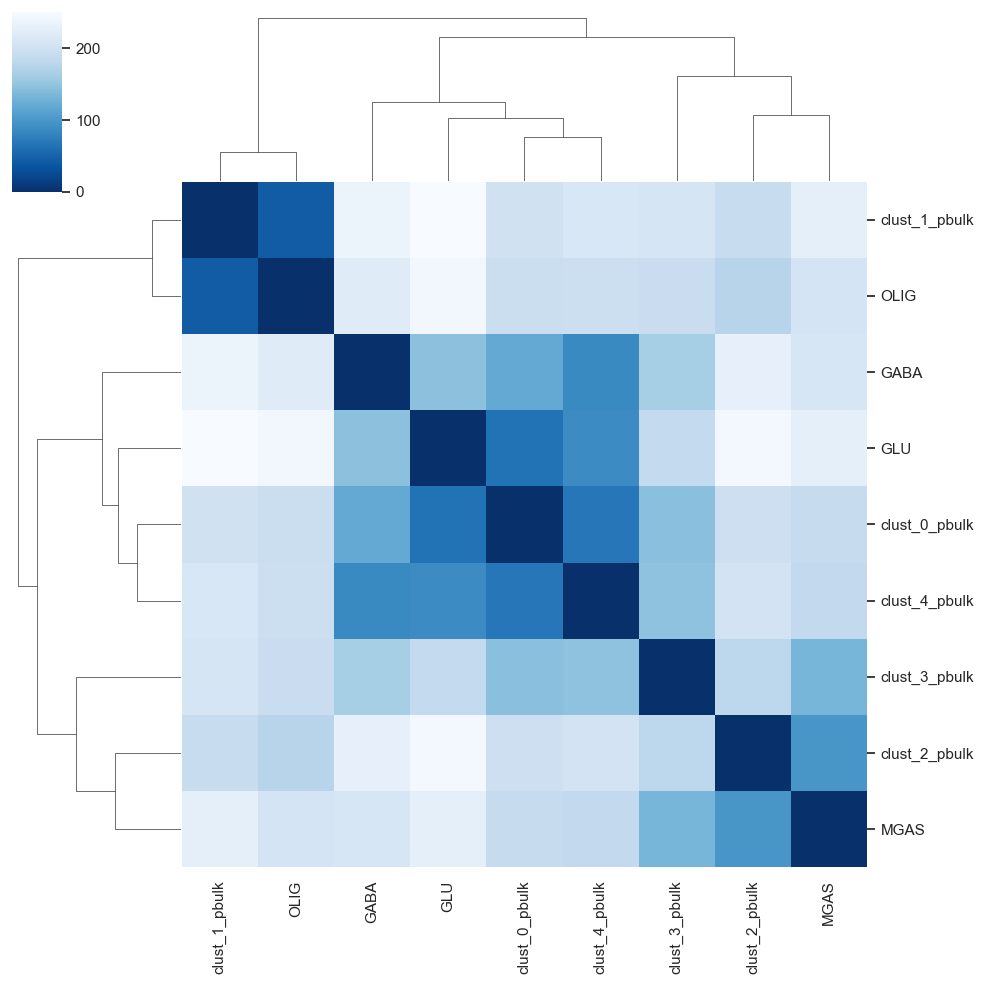 200
100
0
clust_1_pbulk
OLIG
GABA
GLU
clust_0_pbulk
clust_4_pbulk
clust_3_pbulk
clust_2_pbulk
MGAS
clust_1_pbulk
OLIG
GABA
GLU
clust_0_pbulk
clust_4_pbulk
clust_3_pbulk
clust_2_pbulk
MGAS